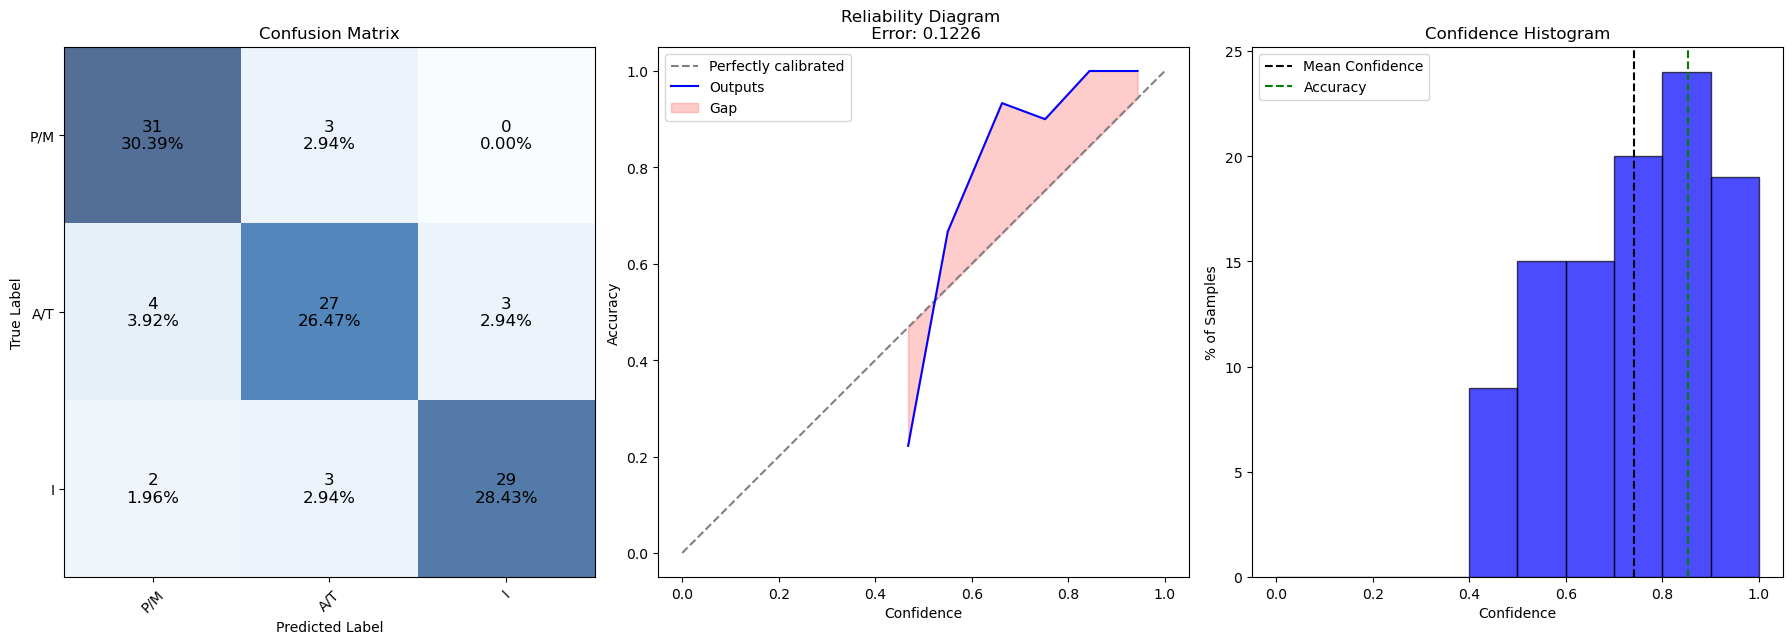 Confusion Matrix
P/M
A/T
I
True Label
31
30.39%
3
2.94%
0
0.00%
4
3.92%
27
26.47%
3
2.94%
2
1.96%
3
2.94%
29
28.43%
P/M
A/T
I
Predicted Label
Reliability Diagram
Error: 0.1226
Perfectly calibrated
Outputs
Gap
Accuracy
1.0
0.8
0.6
0.4
0.2
0.0
0.0 0.2 0.4 0.6 0.8 1.0
Confidence
Confidence Histogram
Mean Confidence
Accuracy
% of Samples
25
20
15
10
5
0
0.0 0.2 0.4 0.6 0.8 1.0
Confidence